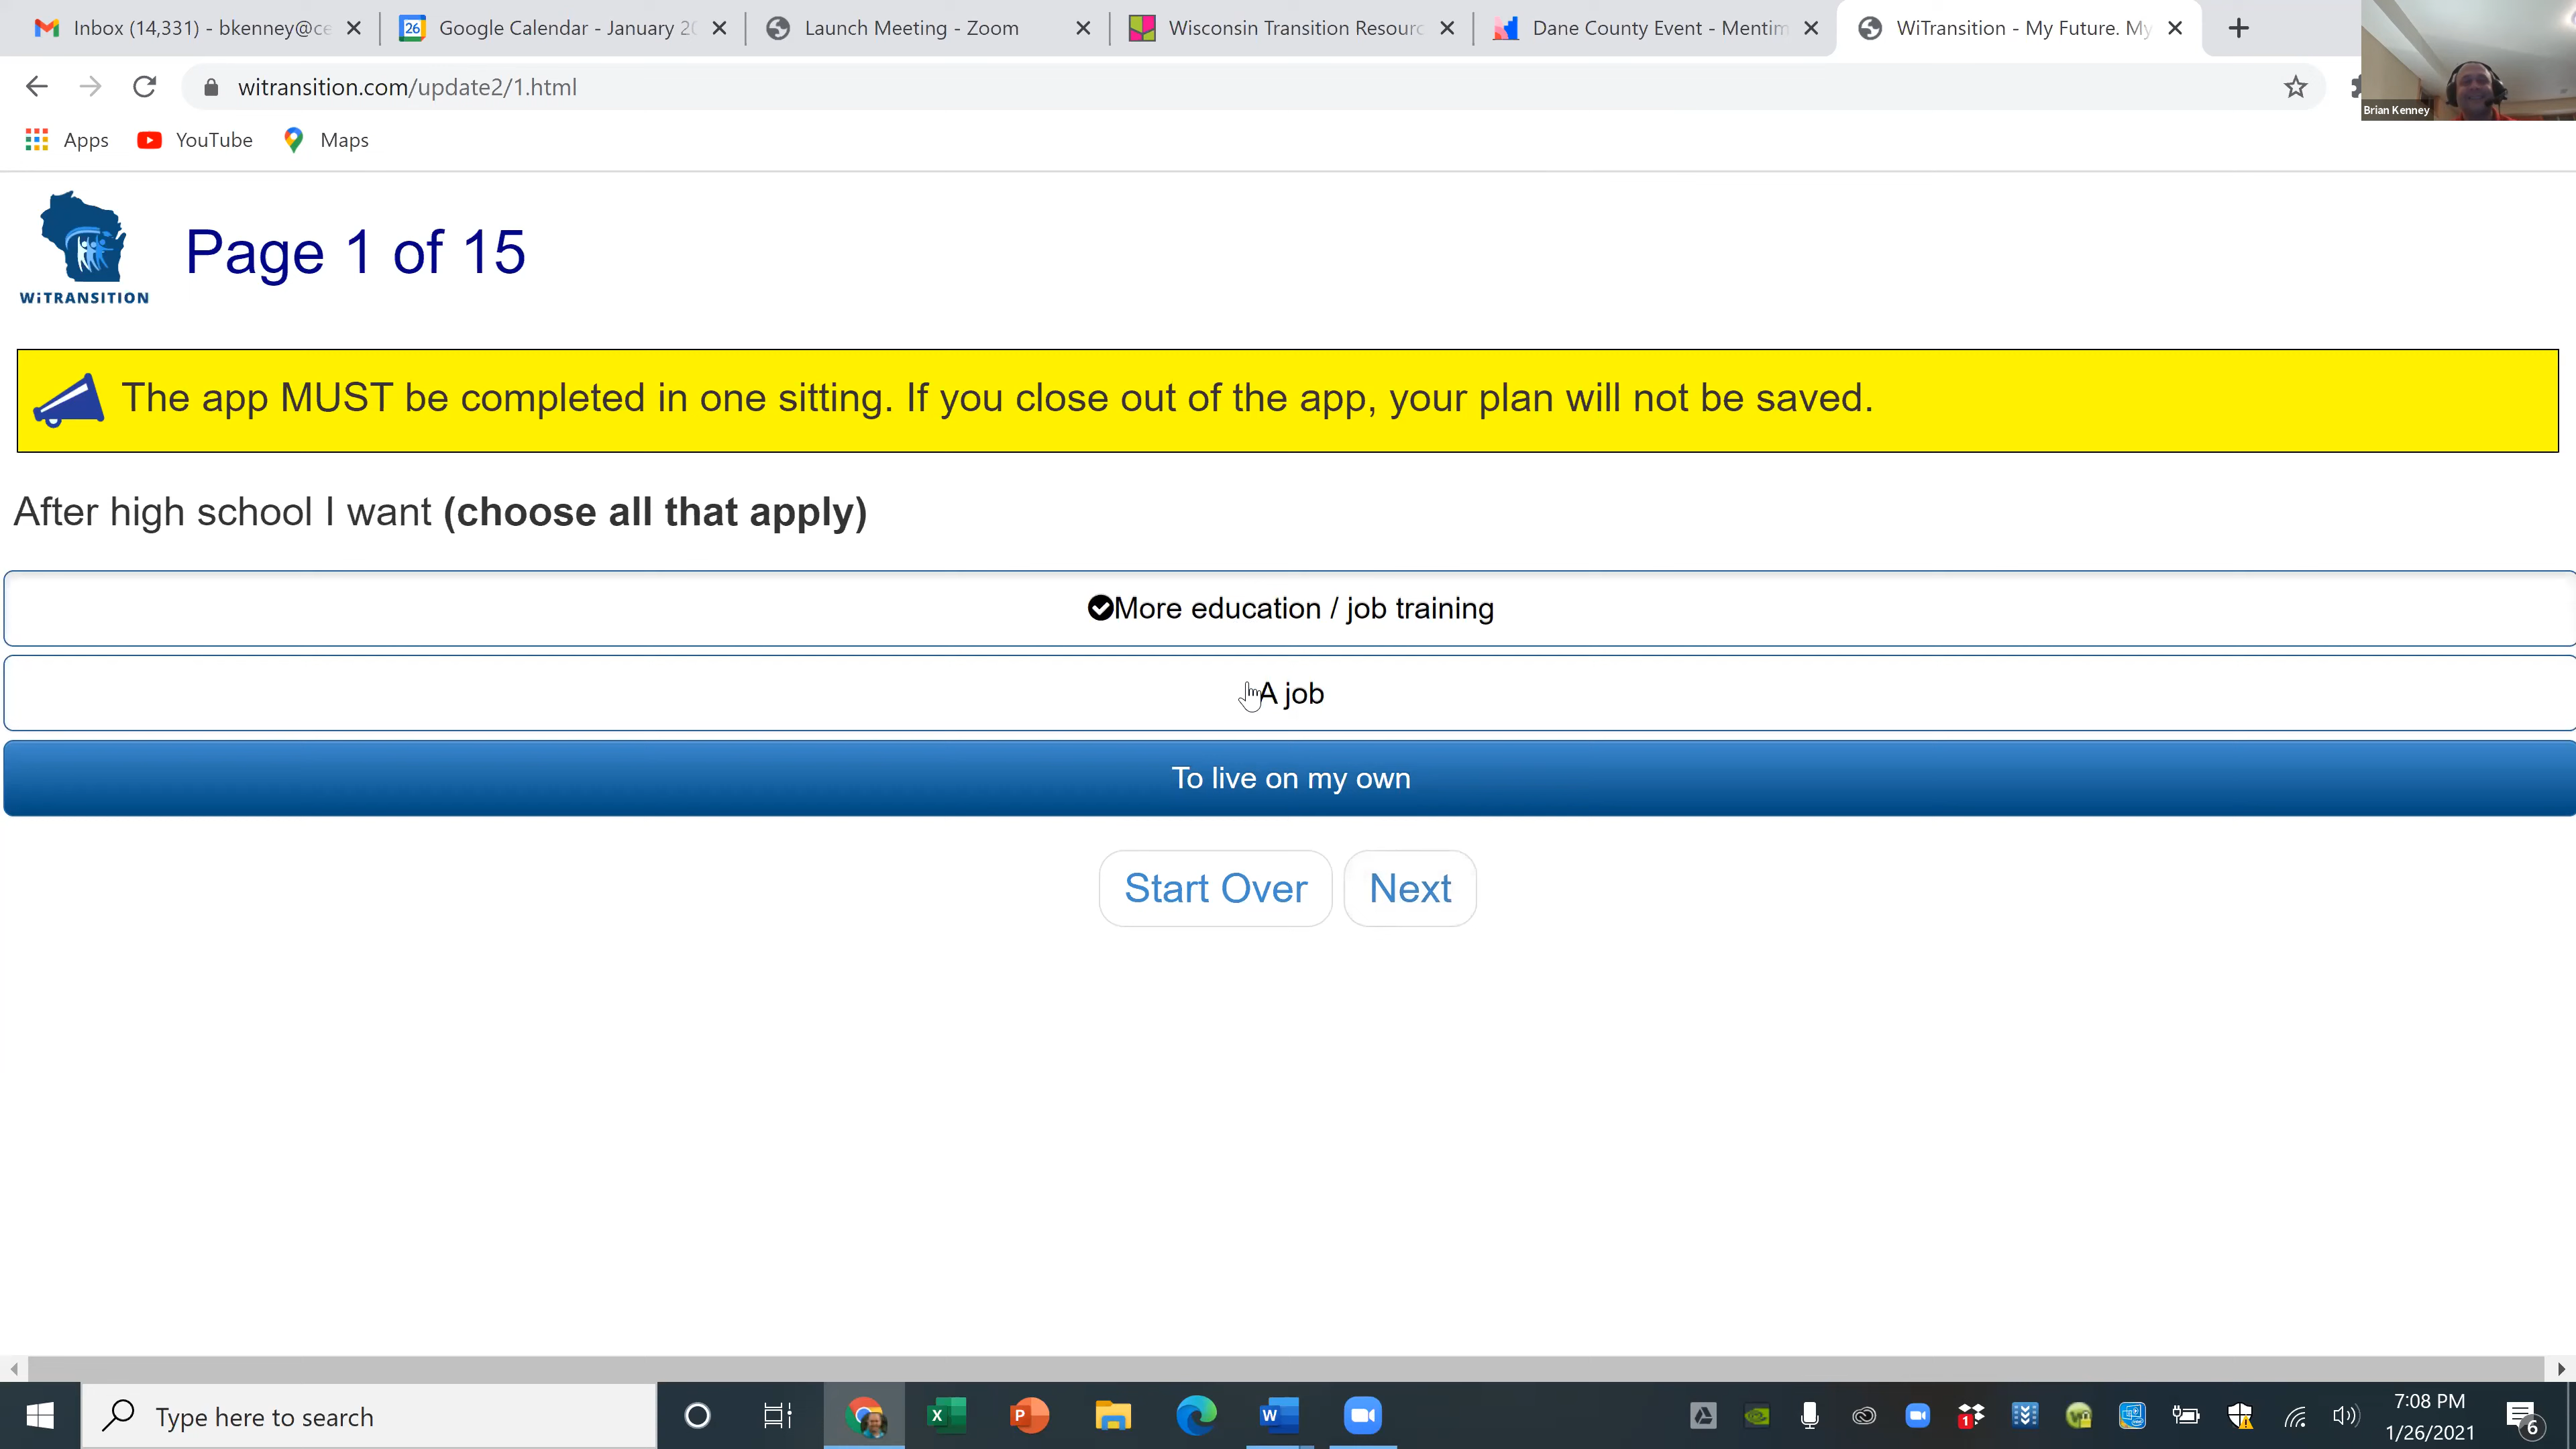 Inbox (14,331) - bkenney@ce
Google Calendar - January 20
Launch Meeting - Zoom
Wisconsin Transition Resourc
Dane County Event - Mentim
WiTransition - My Future. My
witransition.com/update2/1.html
Brian Kenney
Apps
YouTube
Maps
WiTRANSITION
Page 1 of 15
The app MUST be completed in one sitting. If you close out of the app, your plan will not be saved.
After high school I want (choose all that apply)
More education / job training
A job
To live on my own
Start Over
Next
Type here to search
7:08 PM
1/26/2021
6